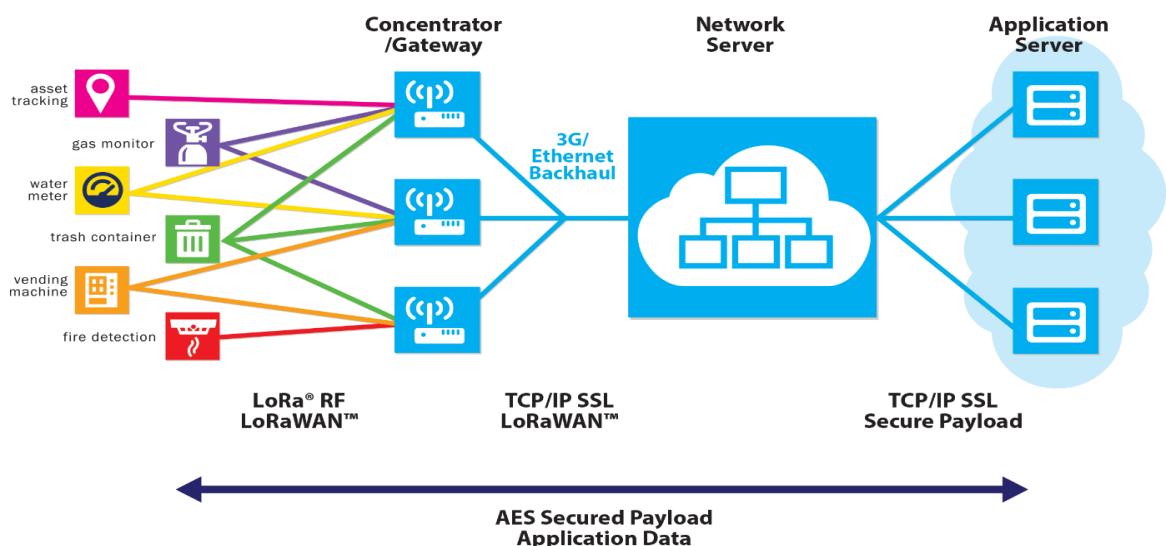 Concentrator
/Gateway
Network
Server
Application
Server
asset
tracking
gas monitor
water
meter
trash container
vending
machine
fire detection
3G/
Ethernet
Backhaul
LoRa® RF
LoRaWAN™
TCP/IP SSL
LoRaWAN™
TCP/IP SSL
Secure Payload
AES Secured Payload
Application Data